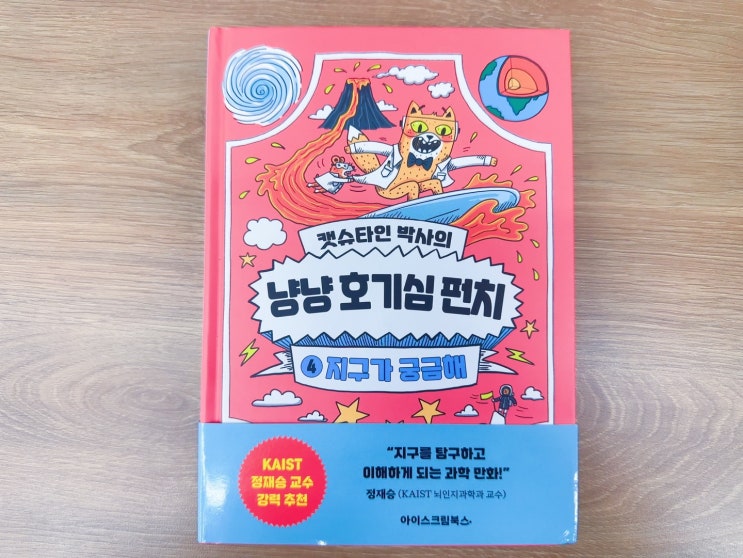 캣슈타인 박사의
냥냥 호기심 펀치
4 지구가 궁금해
KAIST
정재승 교수
강력 추천
“지구를 탐구하고
이해하게 되는 과학 만화!”
정재승 (KAIST 뇌인지과학과 교수)
아이스크림북스